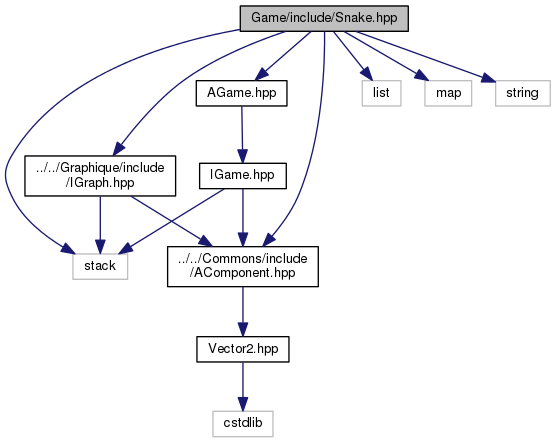 Game/include/Snake.hpp
AGame.hpp
list
map
string
../../Graphique/include
/IGraph.hpp
IGame.hpp
stack
../../Commons/include
/AComponent.hpp
Vector2.hpp
cstdlib